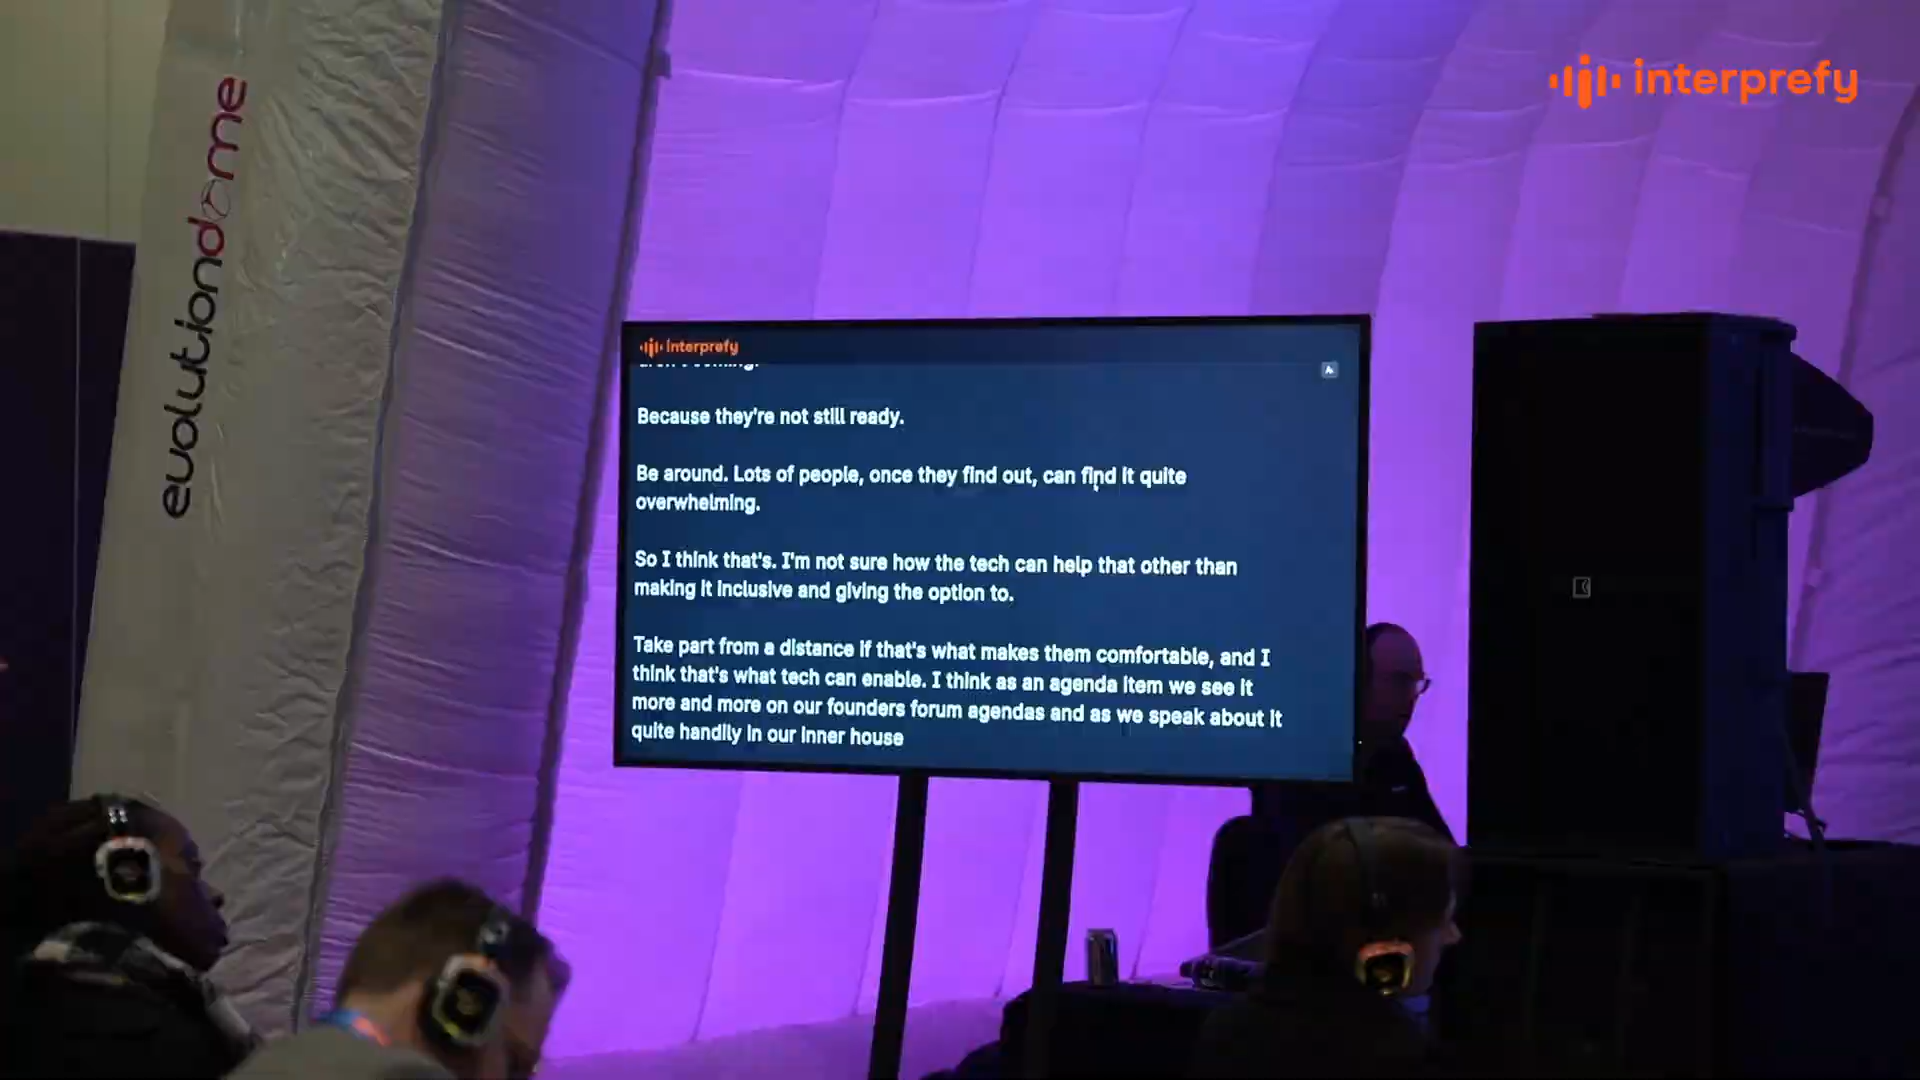 interprefy
evolutiondome
interprefy
Because they're not still ready.
Be around. Lots of people, once they find out, can find it quite
overwhelming.
So I think that's. I'm not sure how the tech can help that other than
making it inclusive and giving the option to.
Take part from a distance if that's what makes them comfortable, and I
think that's what tech can enable. I think as an agenda item we see it
more and more on our founders forum agendas and as we speak about it
quite handily in our inner house